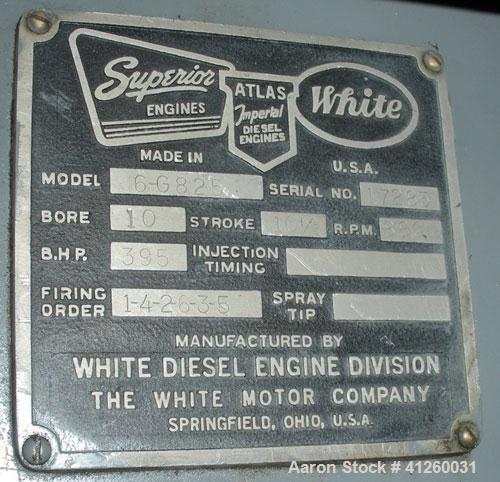 Superior
ENGINES
ATLAS
Imperial
DIESEL
ENGINES
White
MADE IN U.S.A.
MODEL 6-G825 SERIAL NO.
BORE 10 STROKE R.P.M.
B.H.P. 395 INJECTION TIMING
FIRING ORDER 1-4-2-6-3-5 SPRAY TIP
MANUFACTURED BY
WHITE DIESEL ENGINE DIVISION
THE WHITE MOTOR COMPANY
SPRINGFIELD, OHIO, U.S.A.
Aaron Stock # 41260031